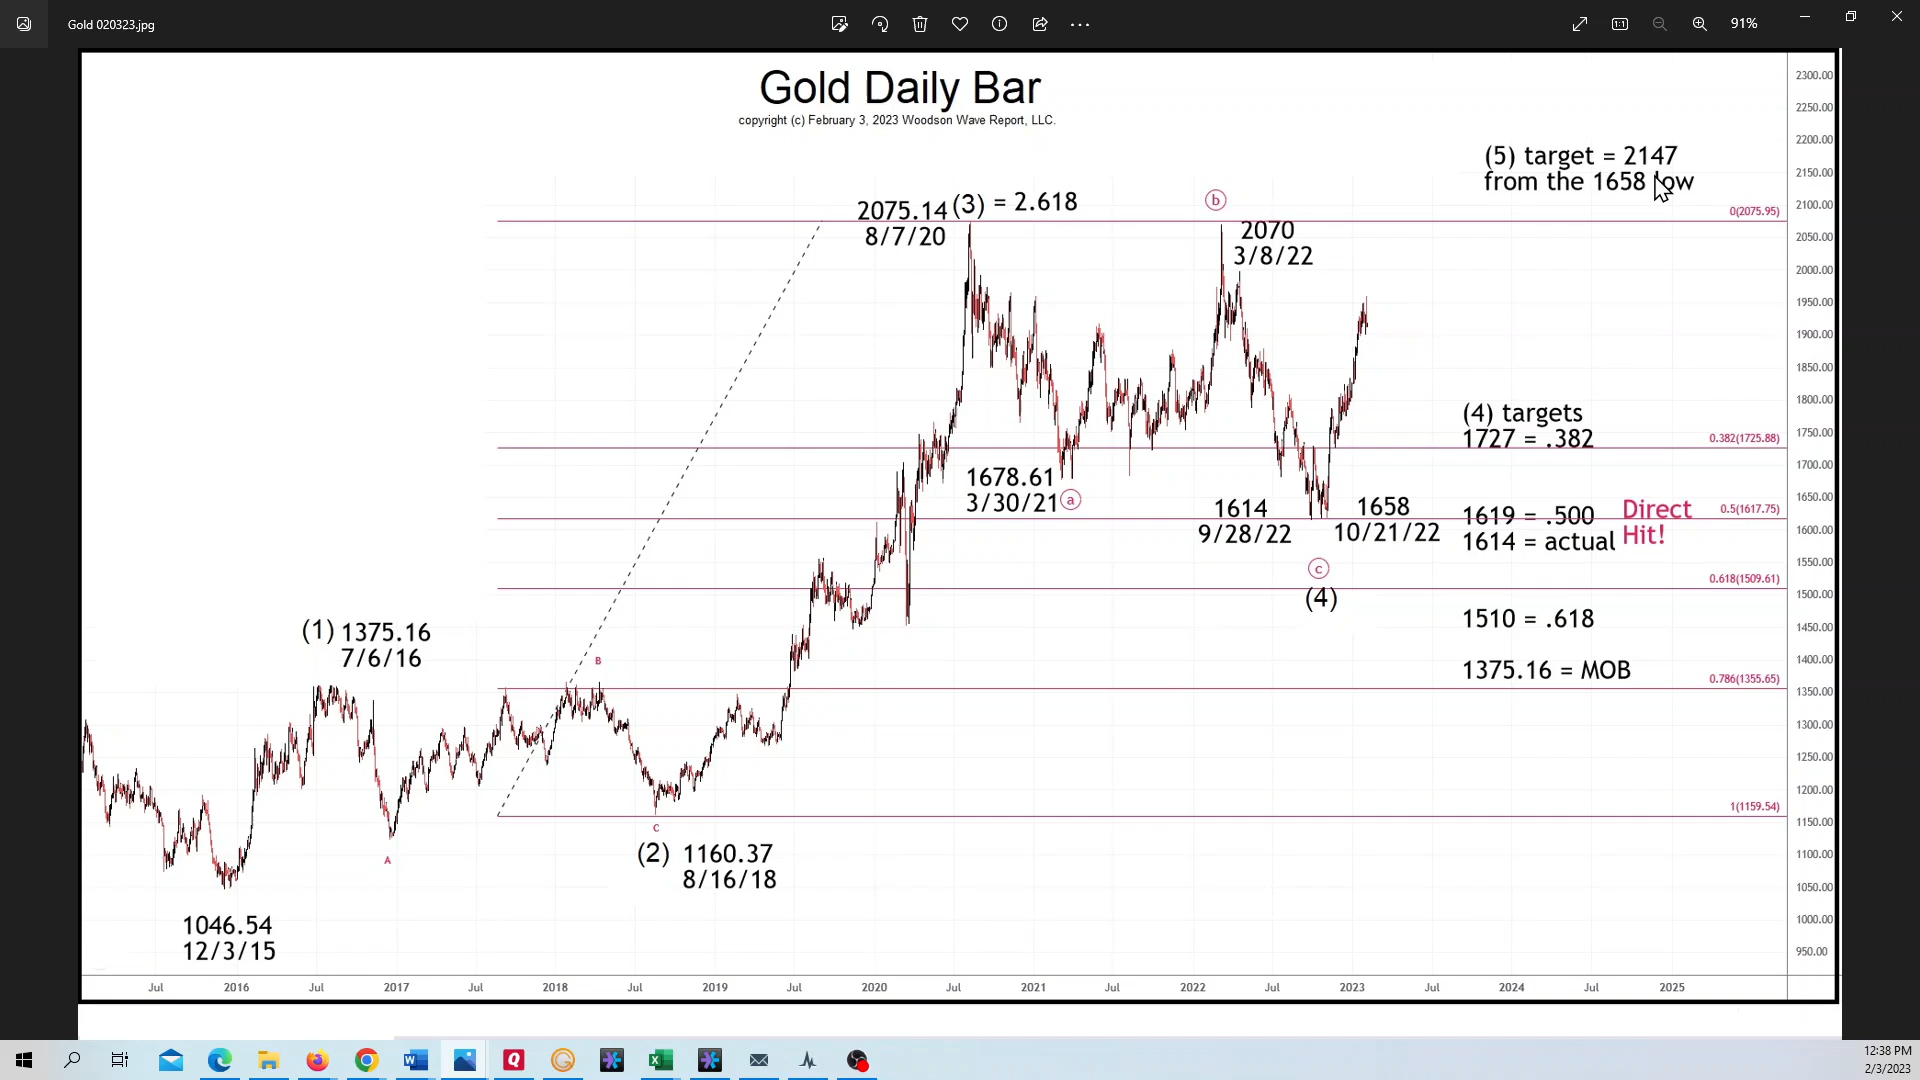 Gold 020323.jpg
91%
Gold Daily Bar
copyright (c) February 3, 2023 Woodson Wave Report, LLC.
(5) target = 2147
from the 1658 low
2075.14 (3) = 2.618
8/7/20
b
2070
3/8/22
0(2075.95)
(4) targets
1727 = .382
0.382(1725.88)
1678.61
3/30/21 a
1614
9/28/22
1658
10/21/22
c
(4)
1619 = .500
1614 = actual
Direct
Hit!
0.5(1617.75)
0.618(1509.61)
1510 = .618
1375.16 = MOB
0.786(1355.65)
(1) 1375.16
7/6/16
B
A
C
(2) 1160.37
8/16/18
1(1159.54)
1046.54
12/3/15
2300.00
2250.00
2200.00
2150.00
2100.00
2050.00
2000.00
1950.00
1900.00
1850.00
1800.00
1750.00
1700.00
1650.00
1600.00
1550.00
1500.00
1450.00
1400.00
1350.00
1300.00
1250.00
1200.00
1150.00
1100.00
1050.00
1000.00
950.00
Jul 2016 Jul 2017 Jul 2018 Jul 2019 Jul 2020 Jul 2021 Jul 2022 Jul 2023 Jul 2024 Jul 2025
12:38 PM
2/3/2023